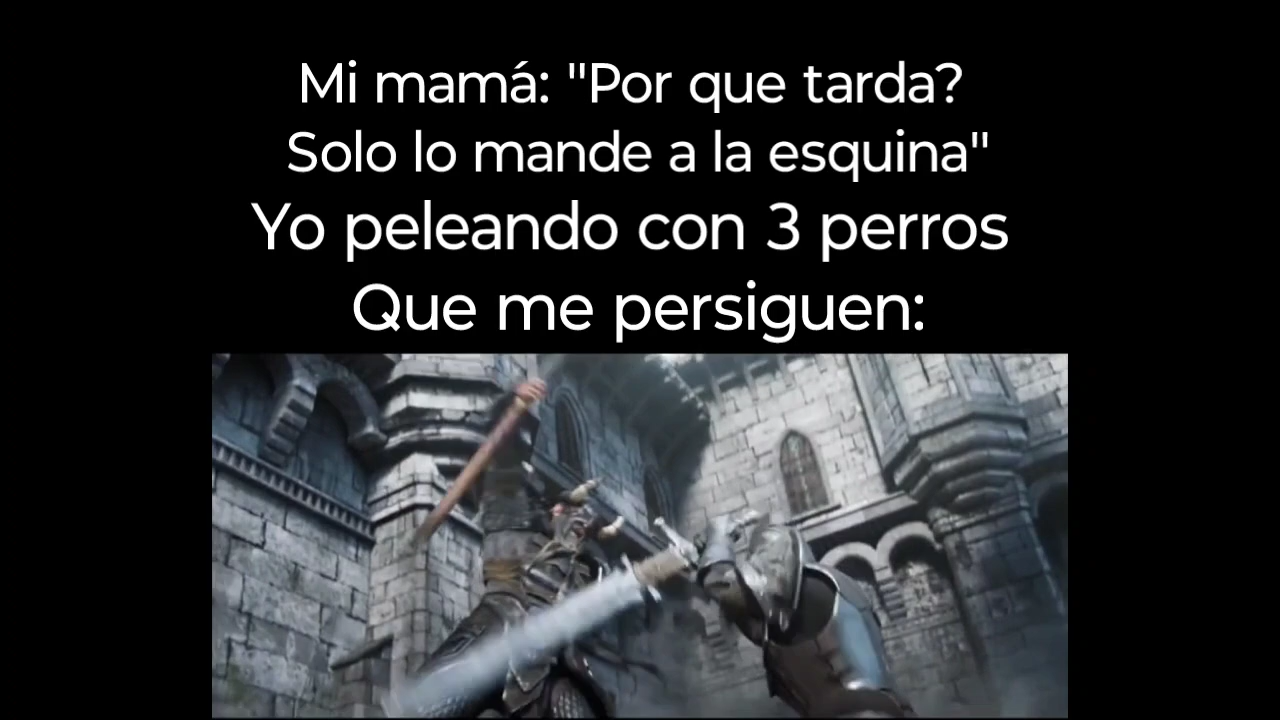 Mi mamá: "Por que tarda?
Solo lo mande a la esquina"
Yo peleando con 3 perros
Que me persiguen: